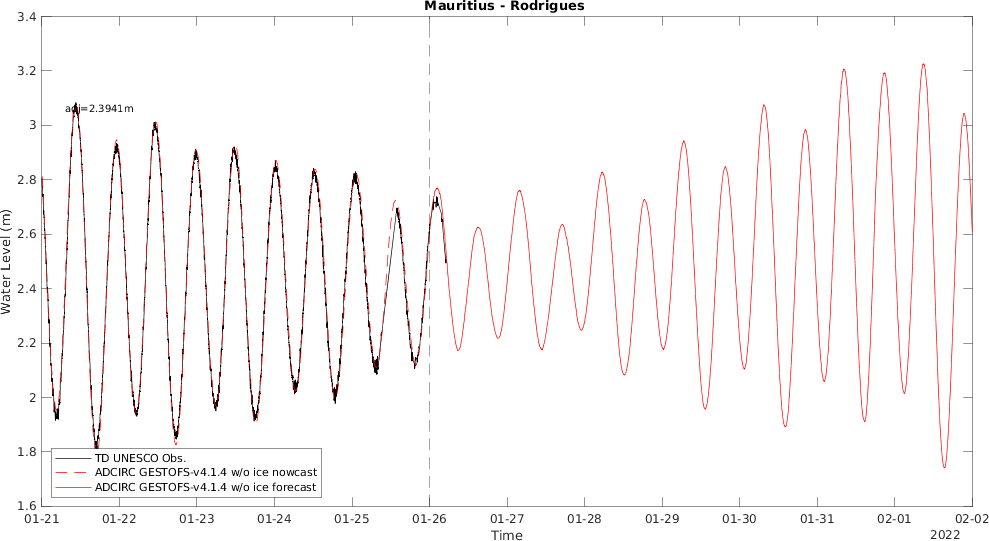 Mauritius - Rodrigues
3.4
3.2
3
2.8
2.6
2.4
2.2
2
1.8
1.6
Water Level (m)
adj=2.3941m
TD UNESCO Obs.
ADCIRC GESTOFS-v4.1.4 w/o ice nowcast
ADCIRC GESTOFS-v4.1.4 w/o ice forecast
01-21 01-22 01-23 01-24 01-25 01-26 01-27 01-28 01-29 01-30 01-31 02-01 02-02
Time
2022